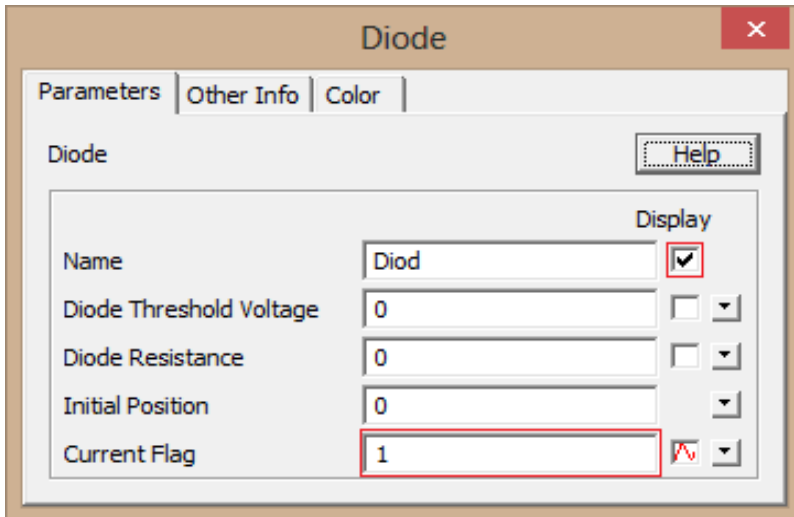 Diode
Parameters Other Info Color
Diode Help
Display
Name Diod
Diode Threshold Voltage 0
Diode Resistance 0
Initial Position 0
Current Flag 1